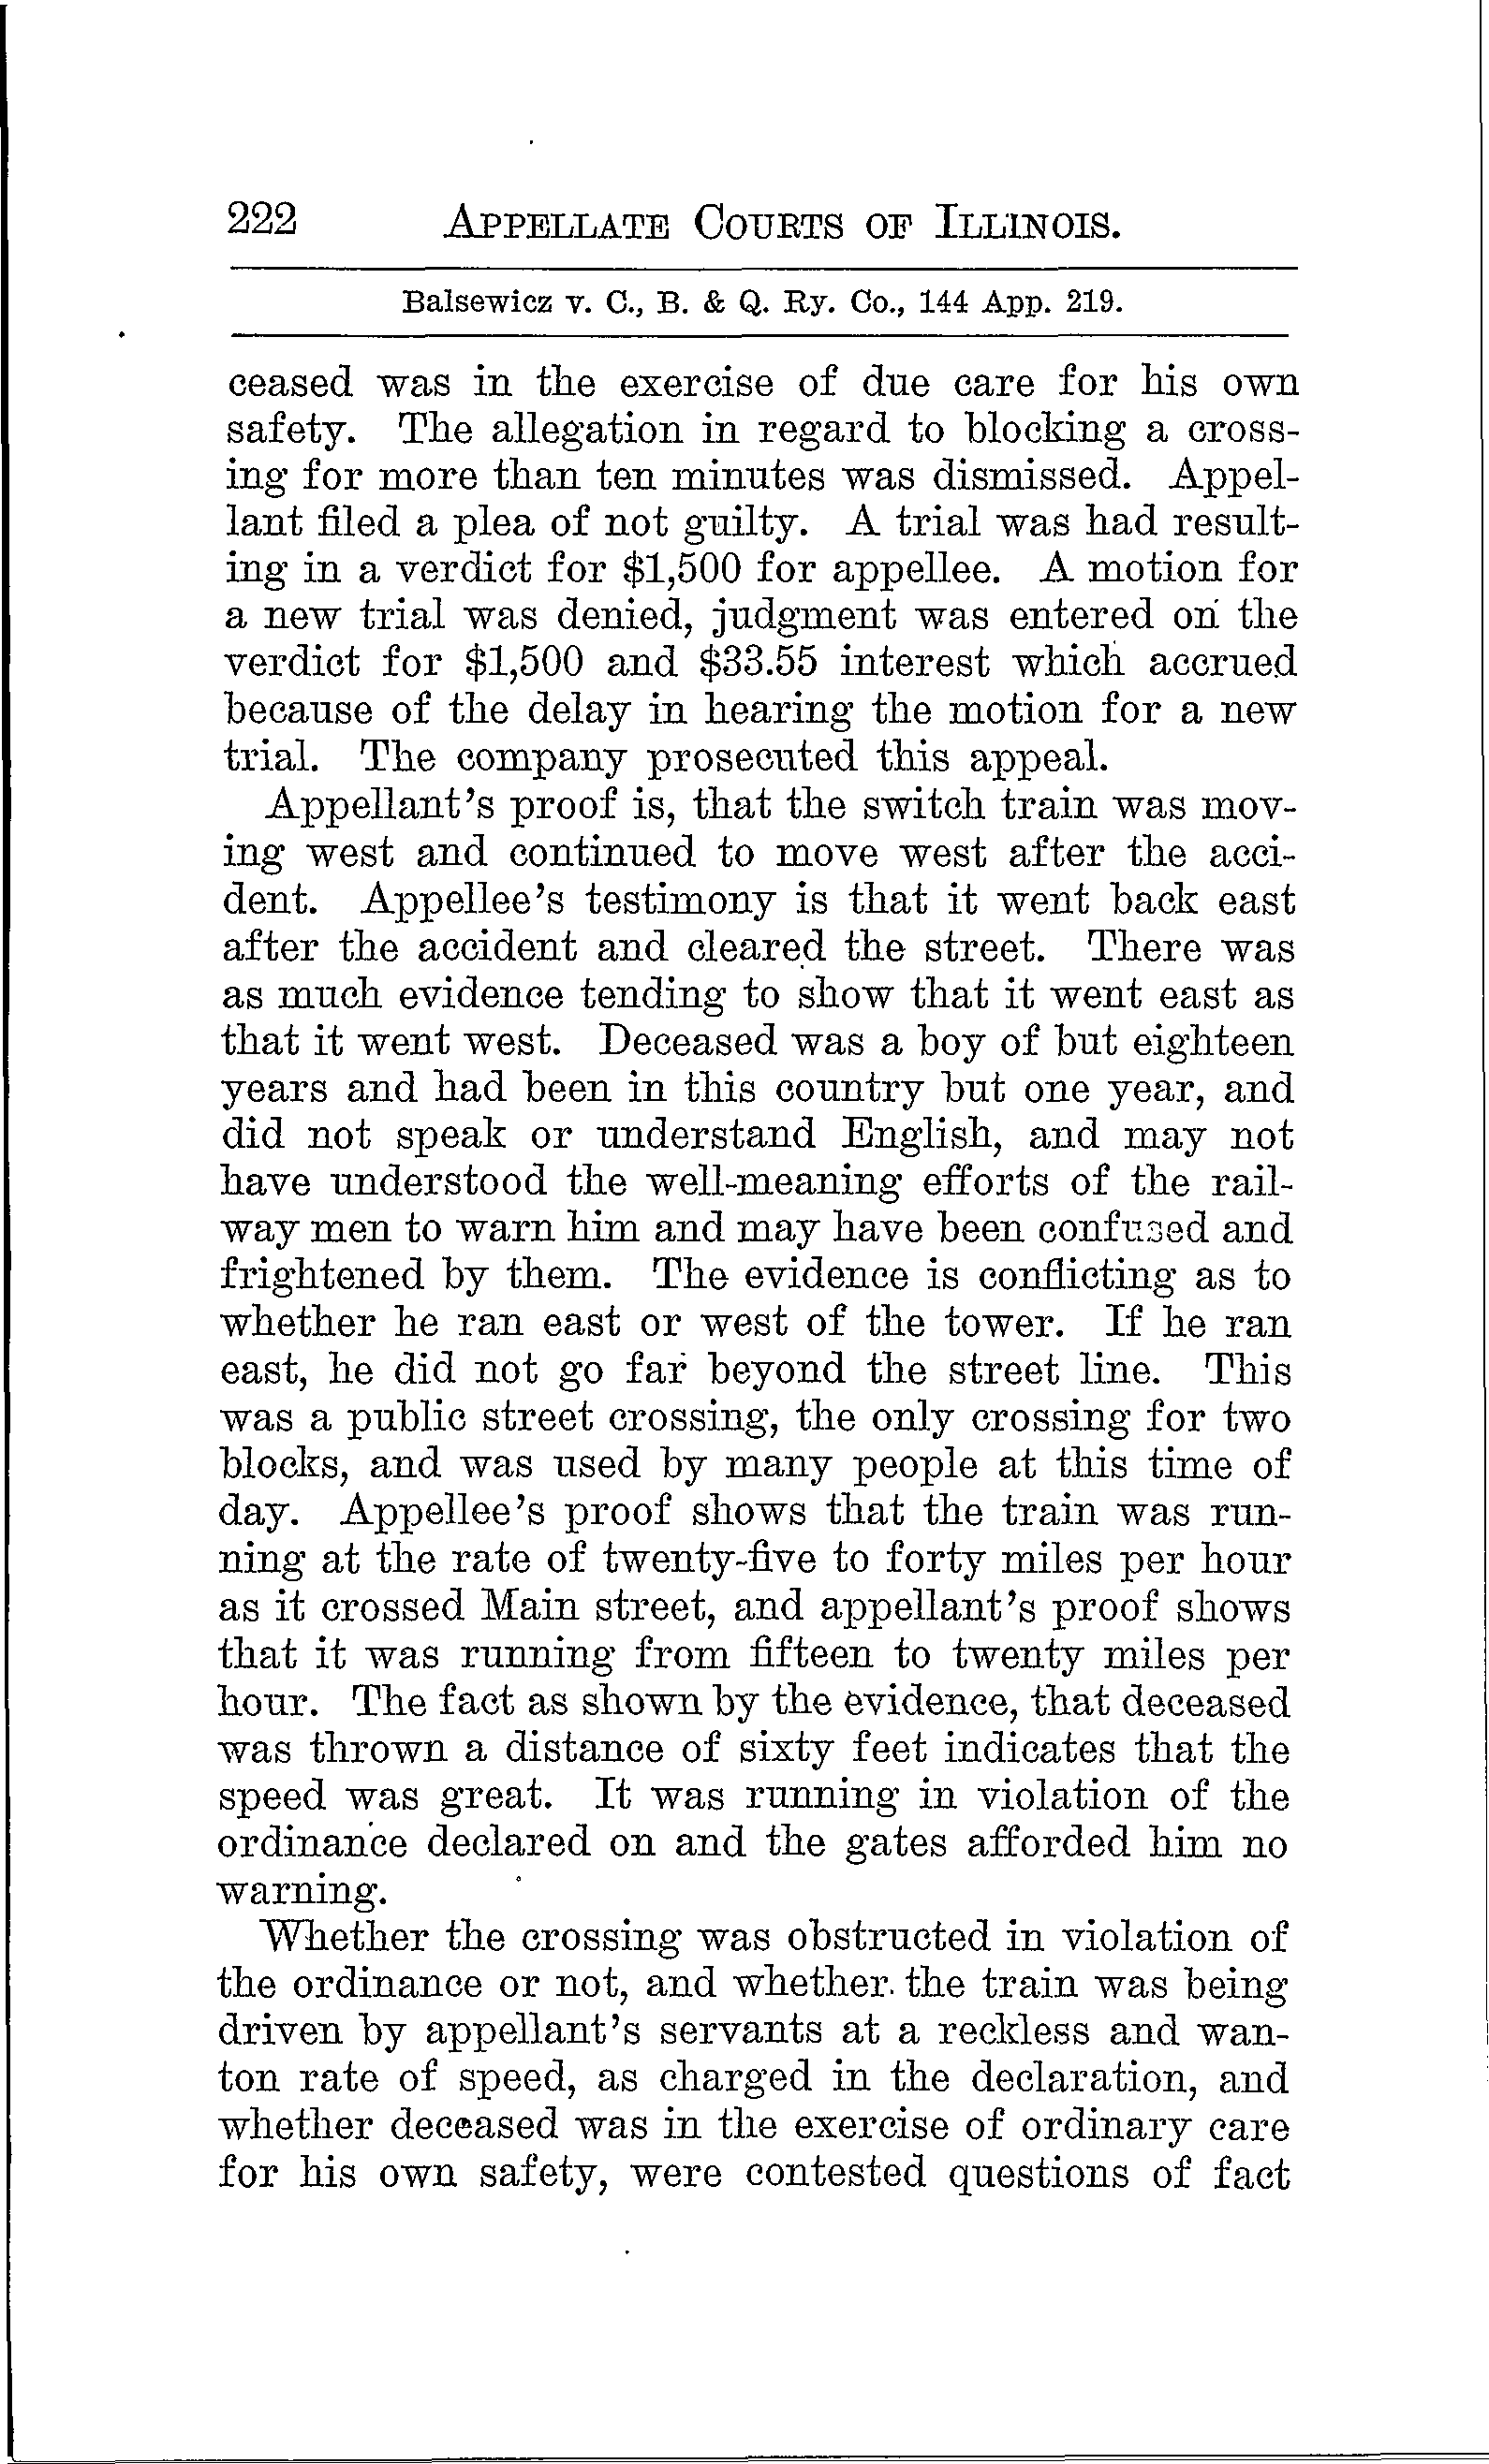 222 APPELLATE COURTS OF ILLINOIS.
Balsewicz v. C., B. & Q. Ry. Co., 144 App. 219.
ceased was in the exercise of due care for his own
safety. The allegation in regard to blocking a cross-
ing for more than ten minutes was dismissed. Appel-
lant filed a plea of not guilty. A trial was had result-
ing in a verdict for $1,500 for appellee. A motion for
a new trial was denied, judgment was entered on the
verdict for $1,500 and $33.55 interest which accrued
because of the delay in hearing the motion for a new
trial. The company prosecuted this appeal.
Appellant's proof is, that the switch train was mov-
ing west and continued to move west after the acci-
dent. Appellee's testimony is that it went back east
after the accident and cleared the street. There was
as much evidence tending to show that it went east as
that it went west. Deceased was a boy of but eighteen
years and had been in this country but one year, and
did not speak or understand English, and may not
have understood the well-meaning efforts of the rail-
way men to warn him and may have been confused and
frightened by them. The evidence is conflicting as to
whether he ran east or west of the tower. If he ran
east, he did not go far beyond the street line. This
was a public street crossing, the only crossing for two
blocks, and was used by many people at this time of
day. Appellee's proof shows that the train was run-
ning at the rate of twenty-five to forty miles per hour
as it crossed Main street, and appellant's proof shows
that it was running from fifteen to twenty miles per
hour. The fact as shown by the evidence, that deceased
was thrown a distance of sixty feet indicates that the
speed was great. It was running in violation of the
ordinance declared on and the gates afforded him no
warning.
Whether the crossing was obstructed in violation of
the ordinance or not, and whether the train was being
driven by appellant's servants at a reckless and wan-
ton rate of speed, as charged in the declaration, and
whether deceased was in the exercise of ordinary care
for his own safety, were contested questions of fact